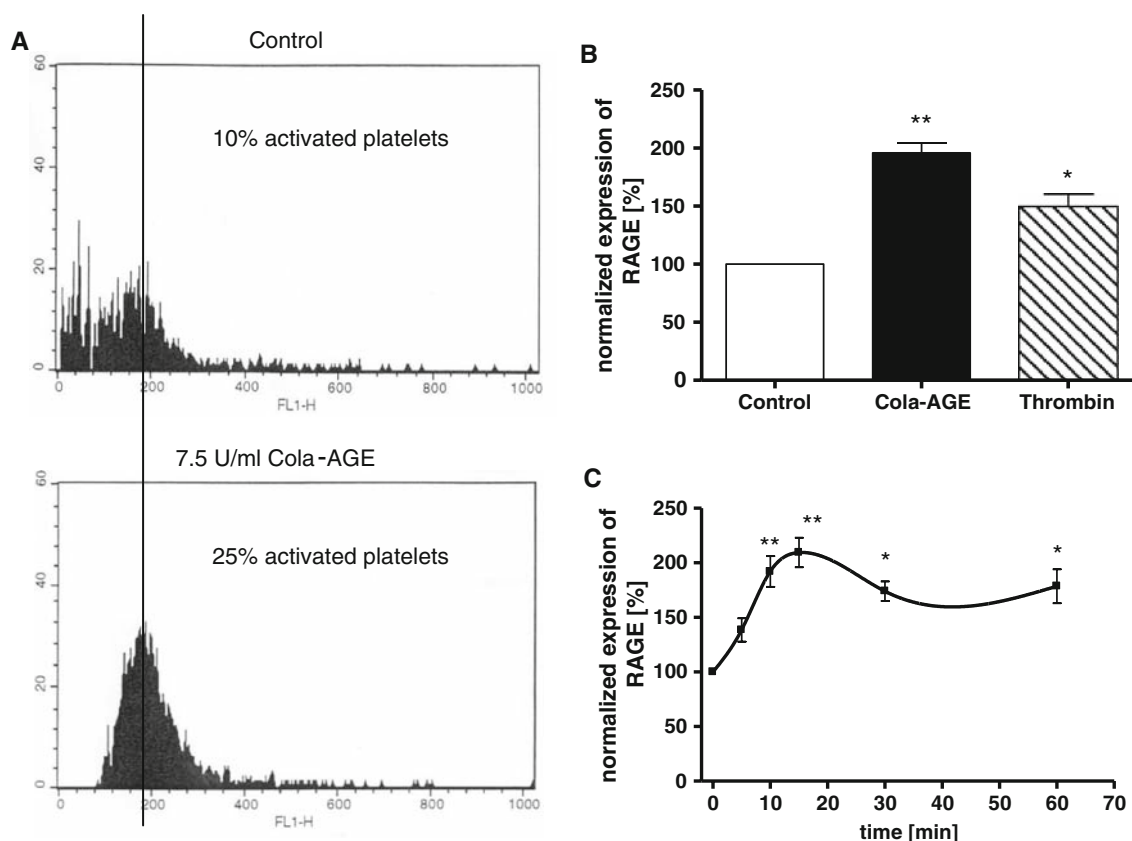 A
Control
60
40
20
0
10% activated platelets
0 200 400 600 800 1000
FL1-H
7.5 U/ml Cola-AGE
60
40
20
0
25% activated platelets
0 200 400 600 800 1000
FL1-H
B
normalized expression of
RAGE [%]
250
200
150
100
50
0
**
*
Control Cola-AGE Thrombin
C
normalized expression of
RAGE [%]
250
200
150
100
50
0
** ** * *
0 10 20 30 40 50 60 70
time [min]